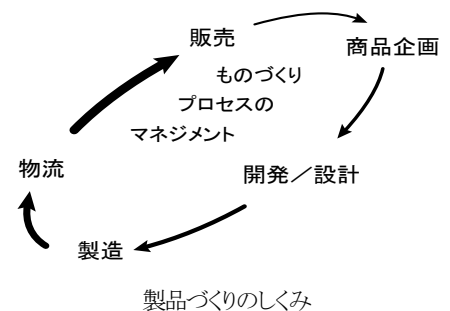 販売
商品企画
ものづくり
プロセスの
マネジメント
物流
開発／設計
製造
製品づくりのしくみ